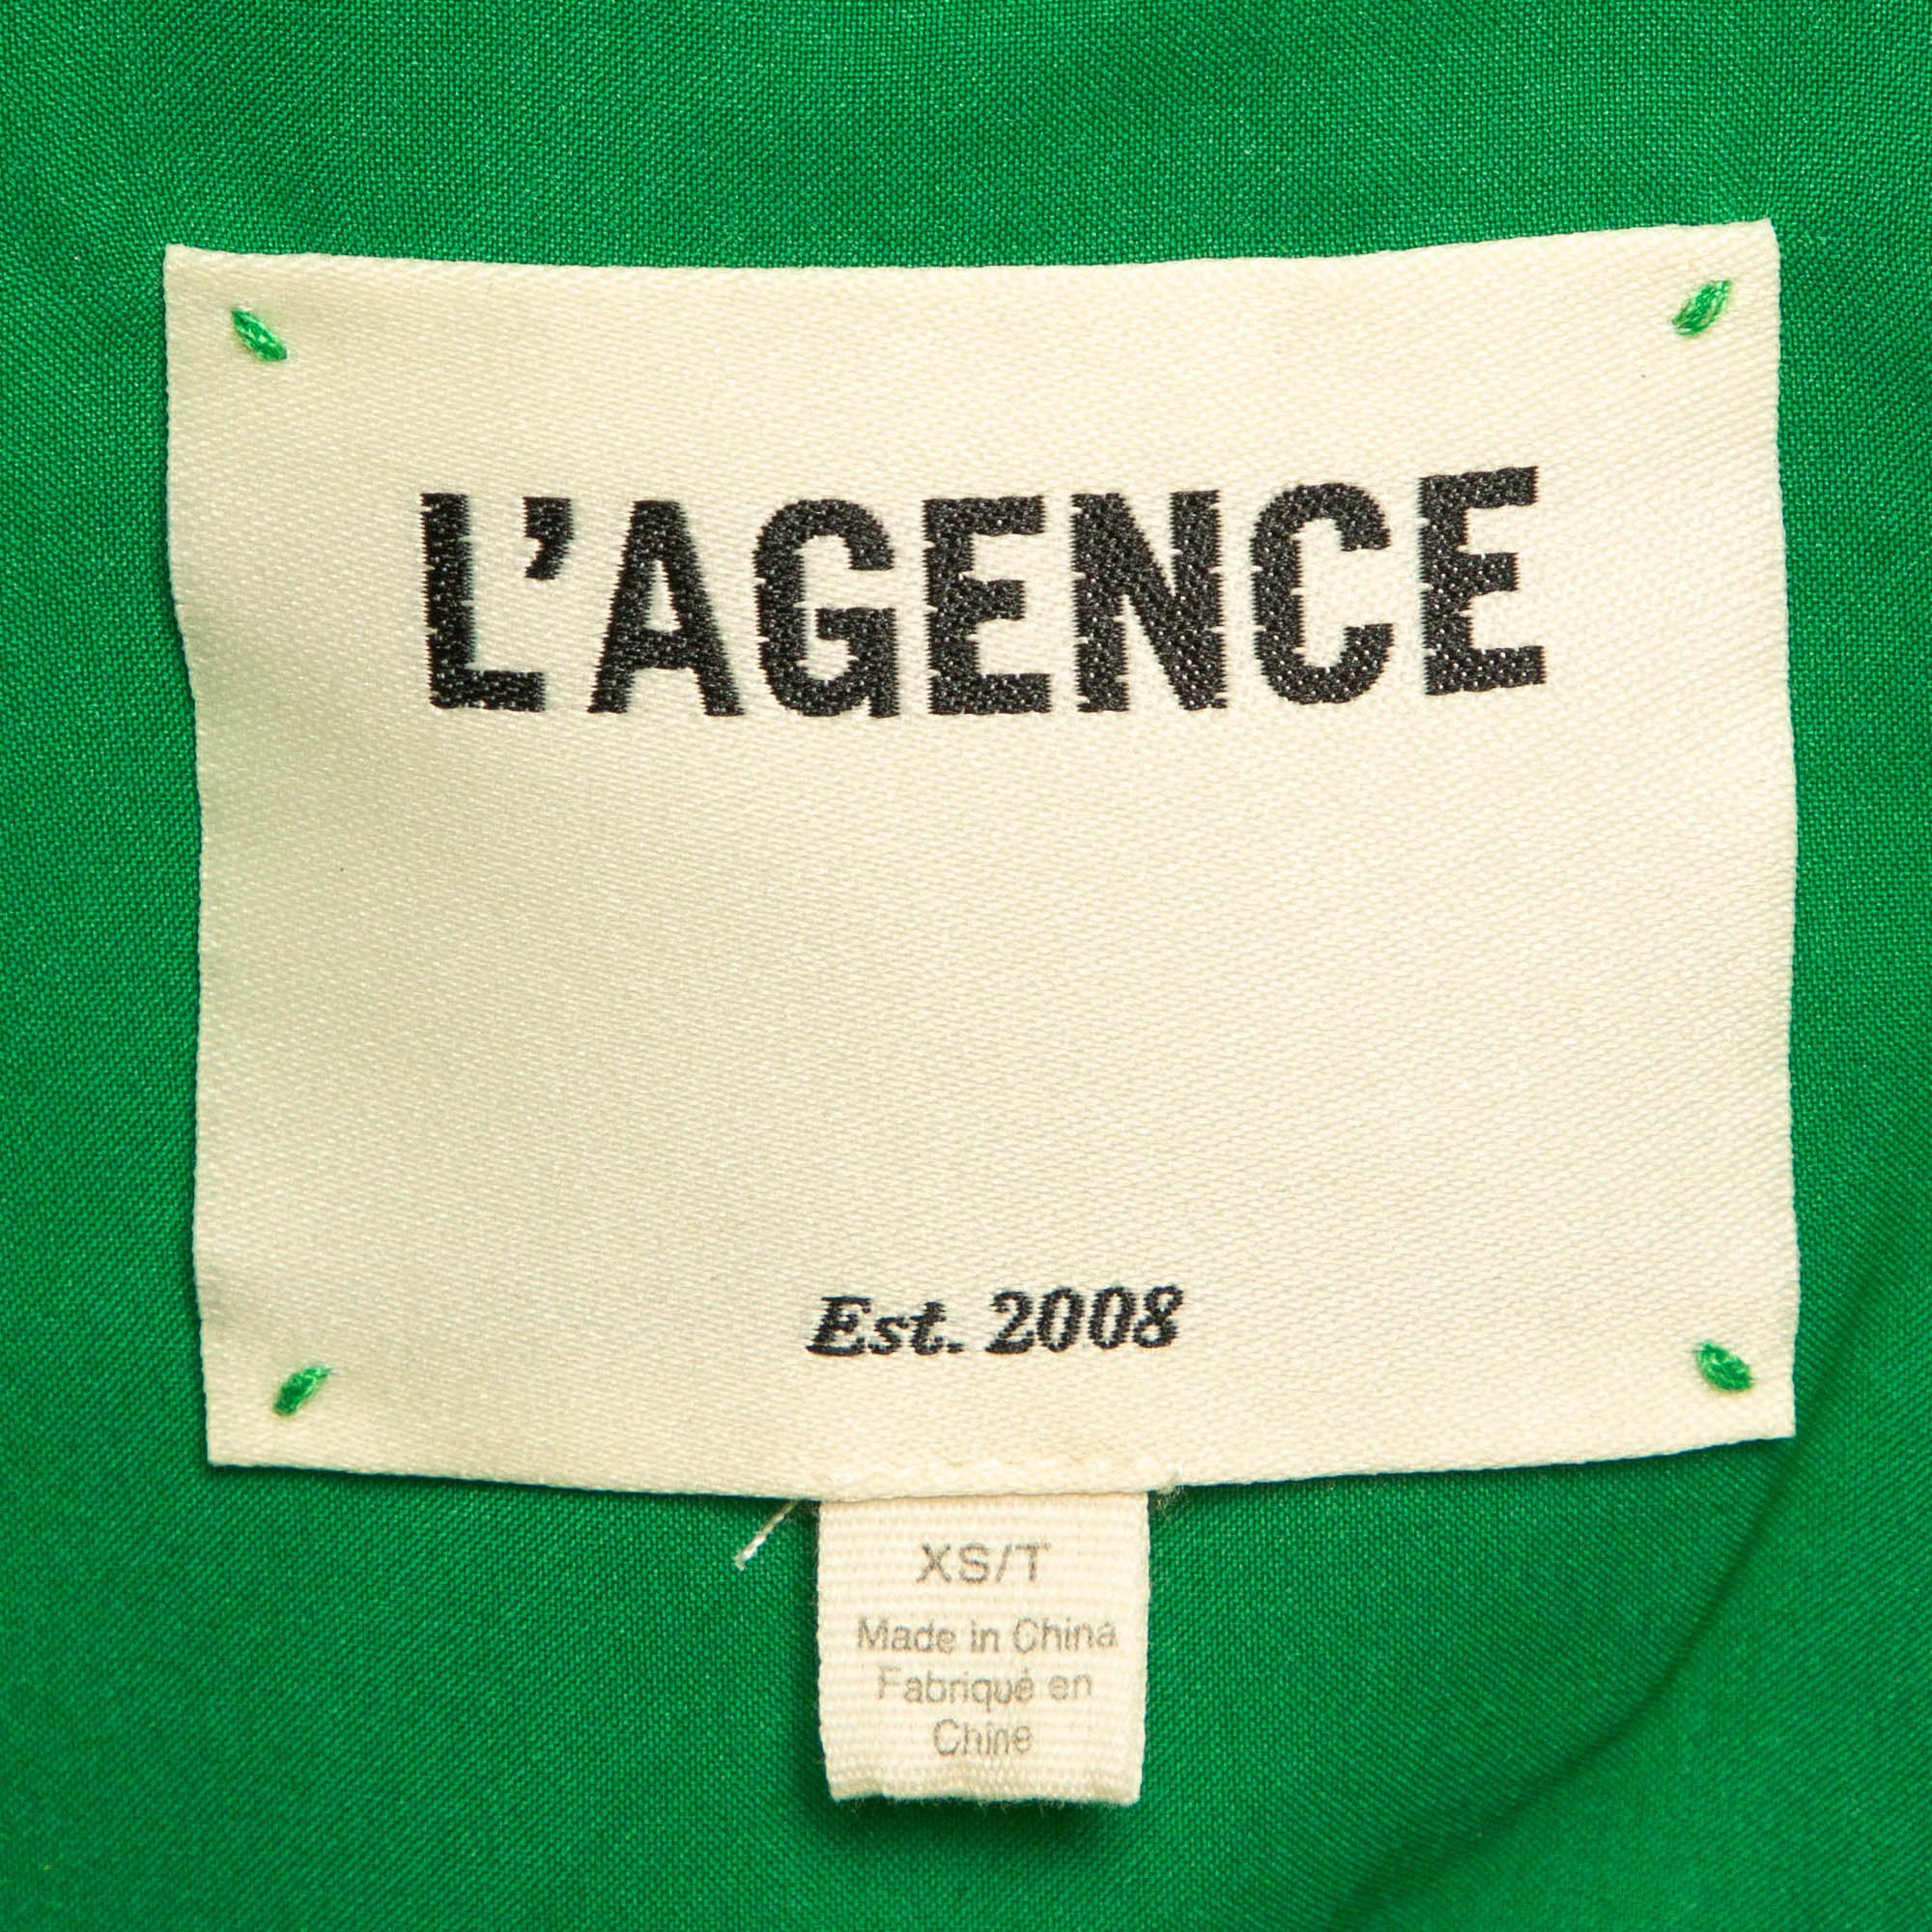 L'AGENCE
Est. 2008
XS/T
Made in China
Fabriqué en
Chine